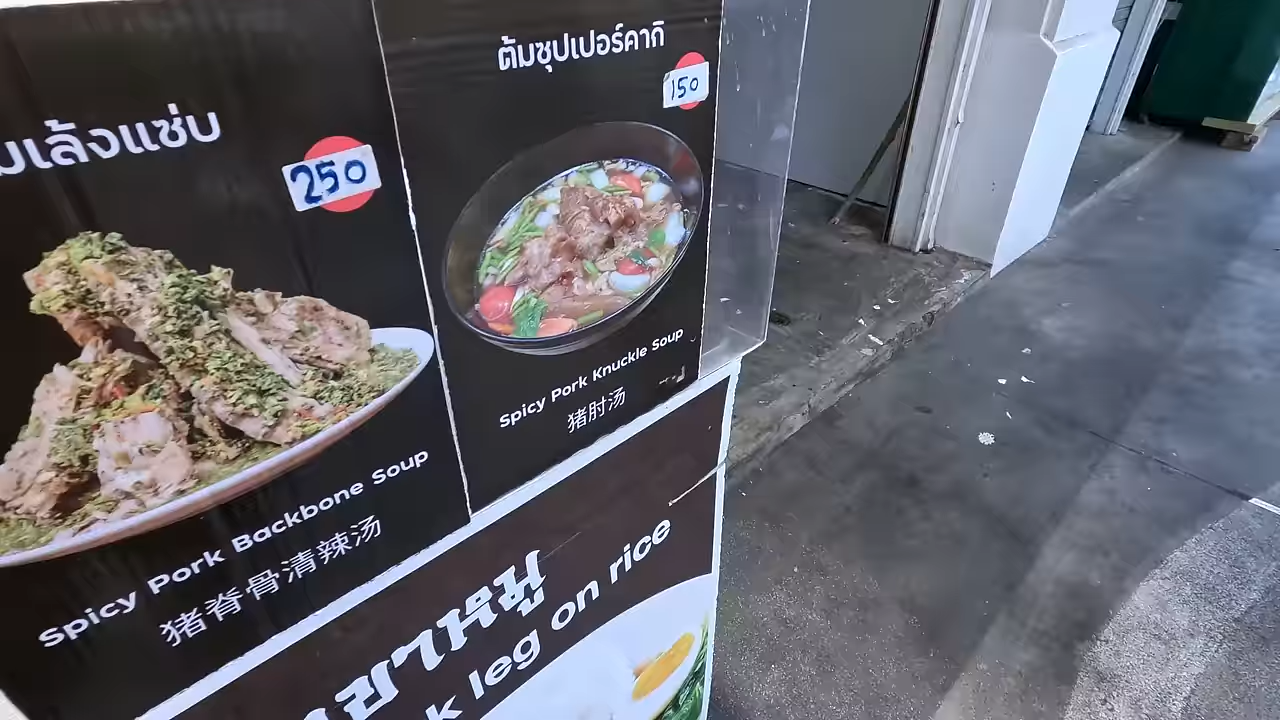 มเล้งแซ่บ
250
Spicy Pork Backbone Soup
猪脊骨清辣汤
ต้มซุปเปอร์คากิ
150
Spicy Pork Knuckle Soup
猪肘汤
ขาหมู
k leg on rice